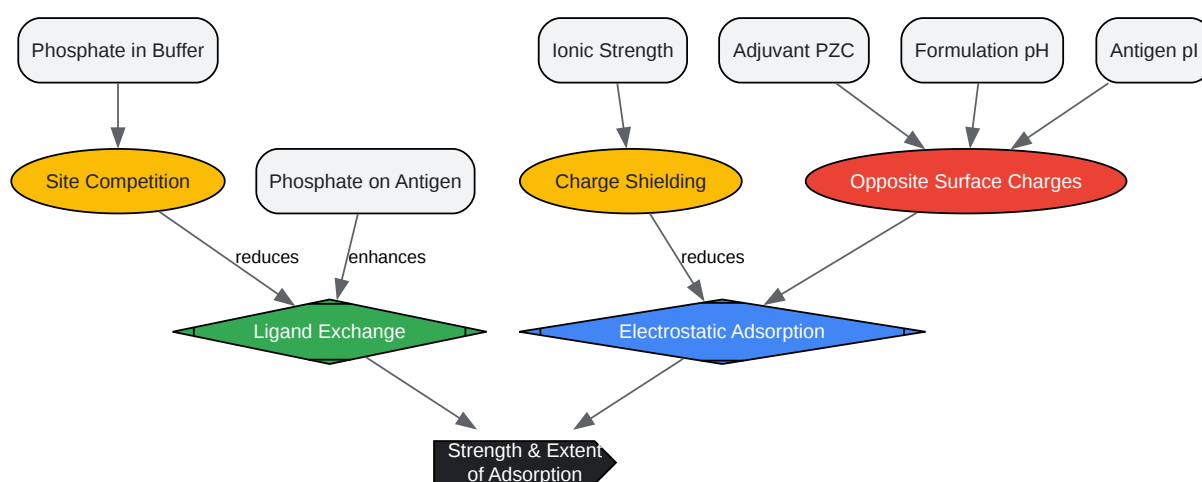 Phosphate in Buffer
Ionic Strength
Adjuvant PZC
Formulation pH
Antigen pI
Site Competition
Phosphate on Antigen
Charge Shielding
Opposite Surface Charges
reduces
enhances
reduces
Ligand Exchange
Electrostatic Adsorption
Strength & Extent
of Adsorption